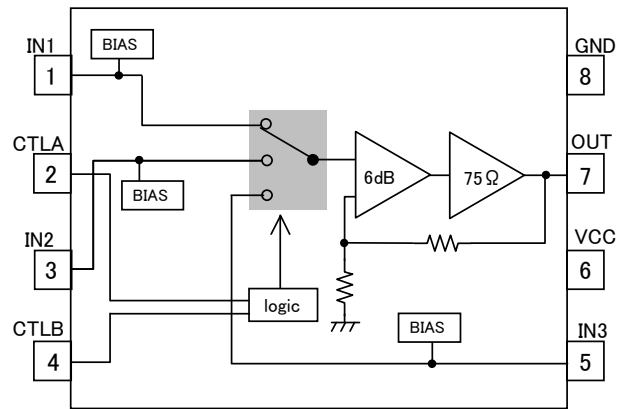 IN1
BIAS
GND
1
8
CTLA
OUT
2
BIAS
6dB
75Ω
7
IN2
VCC
3
6
logic
CTLB
BIAS
IN3
4
5